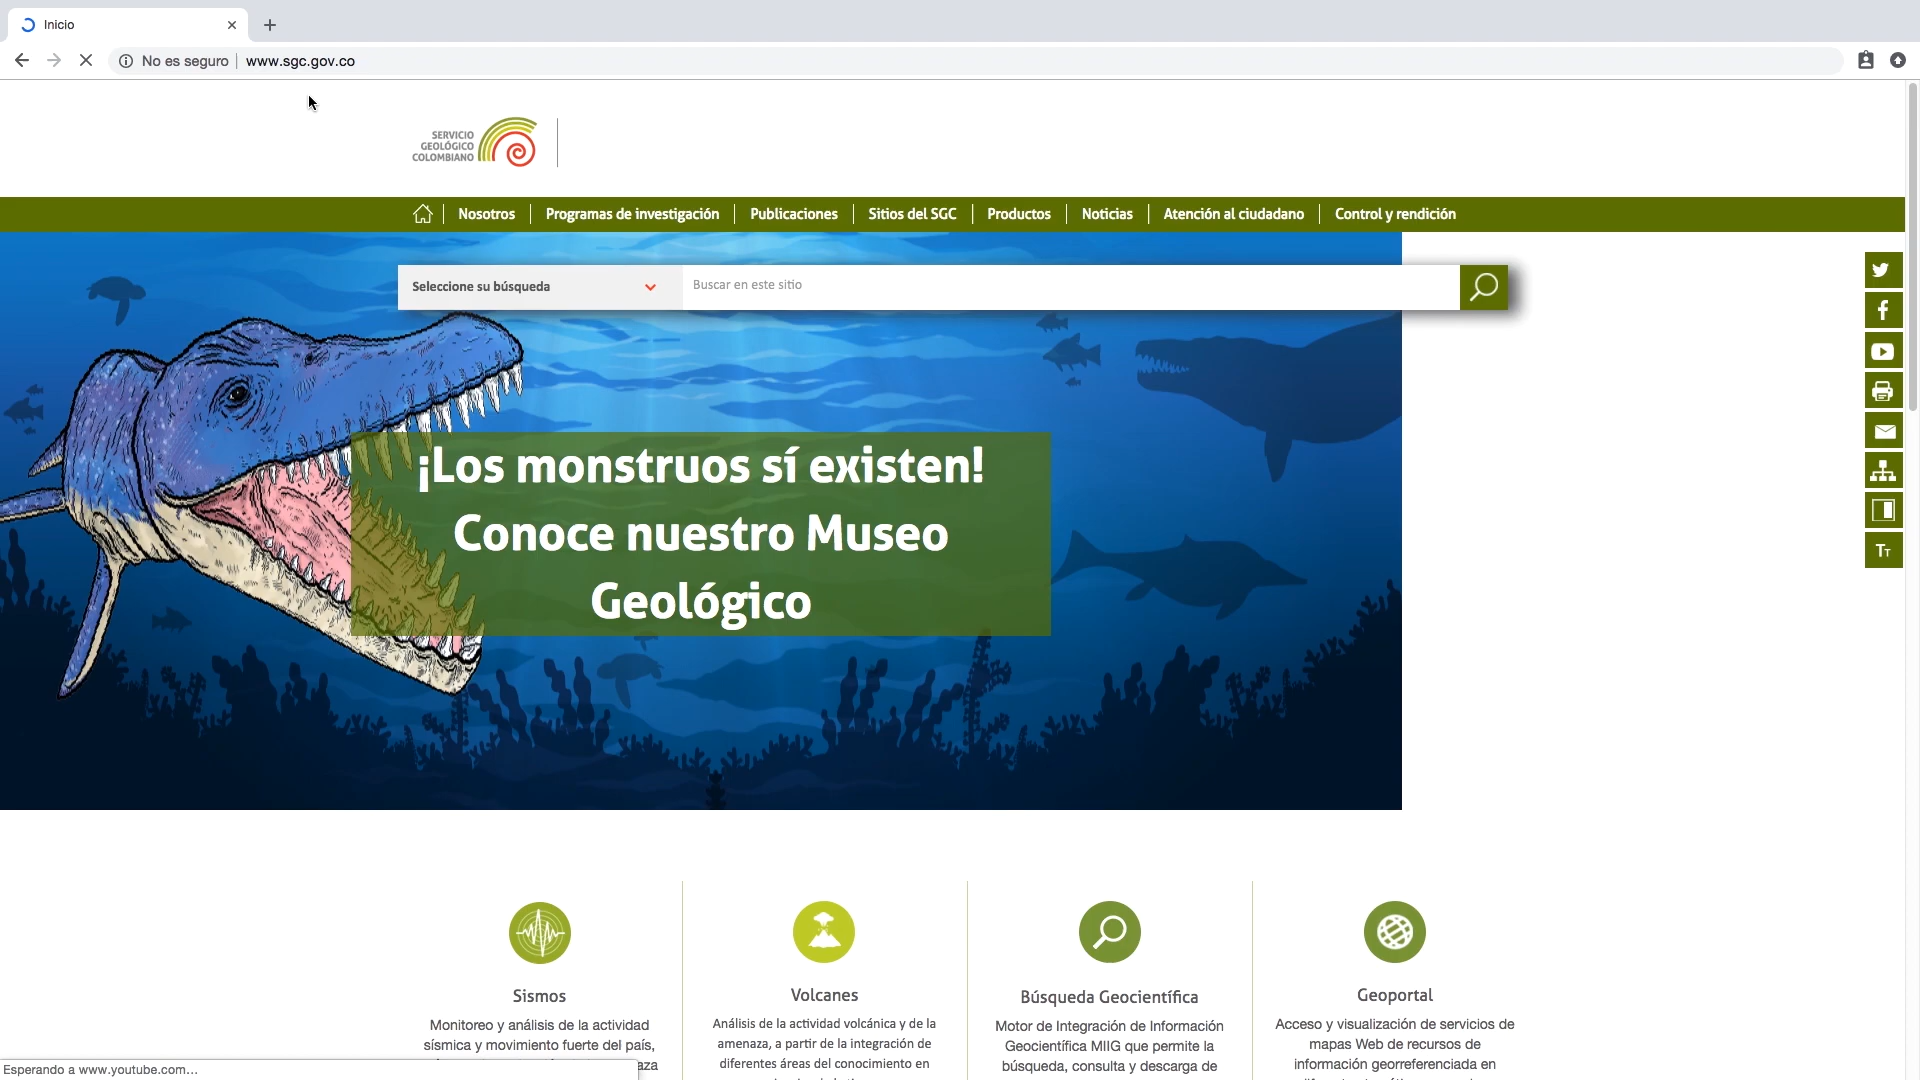 Inicio
No es seguro
www.sgc.gov.co
SERVICIO
GEOLÓGICO
COLOMBIANO
Nosotros
Programas de investigación
Publicaciones
Sitios del SGC
Productos
Noticias
Atención al ciudadano
Control y rendición
Seleccione su búsqueda
Buscar en este sitio
¡Los monstruos sí existen!
Conoce nuestro Museo
Geológico
TT
Sismos
Monitoreo y análisis de la actividad
sísmica y movimiento fuerte del país,
Volcanes
Análisis de la actividad volcánica y de la
amenaza, a partir de la integración de
diferentes áreas del conocimiento en
Búsqueda Geocientífica
Motor de Integración de Información
Geocientífica MIIG que permite la
búsqueda, consulta y descarga de
Geoportal
Acceso y visualización de servicios de
mapas Web de recursos de
información georreferenciada en
Esperando a www.youtube.com...